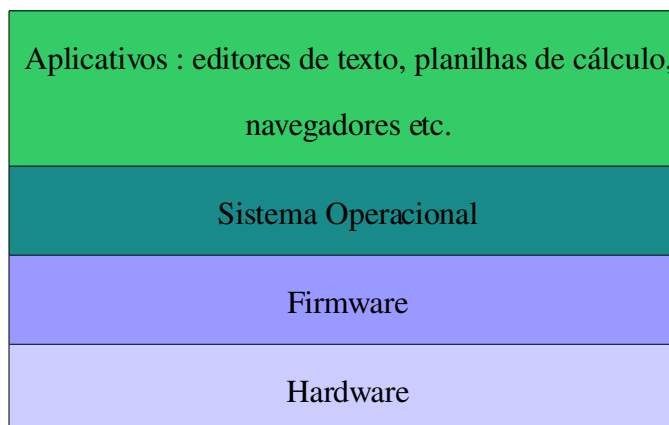 Aplicativos : editores de texto, planilhas de cálculo,
navegadores etc.
Sistema Operacional
Firmware
Hardware